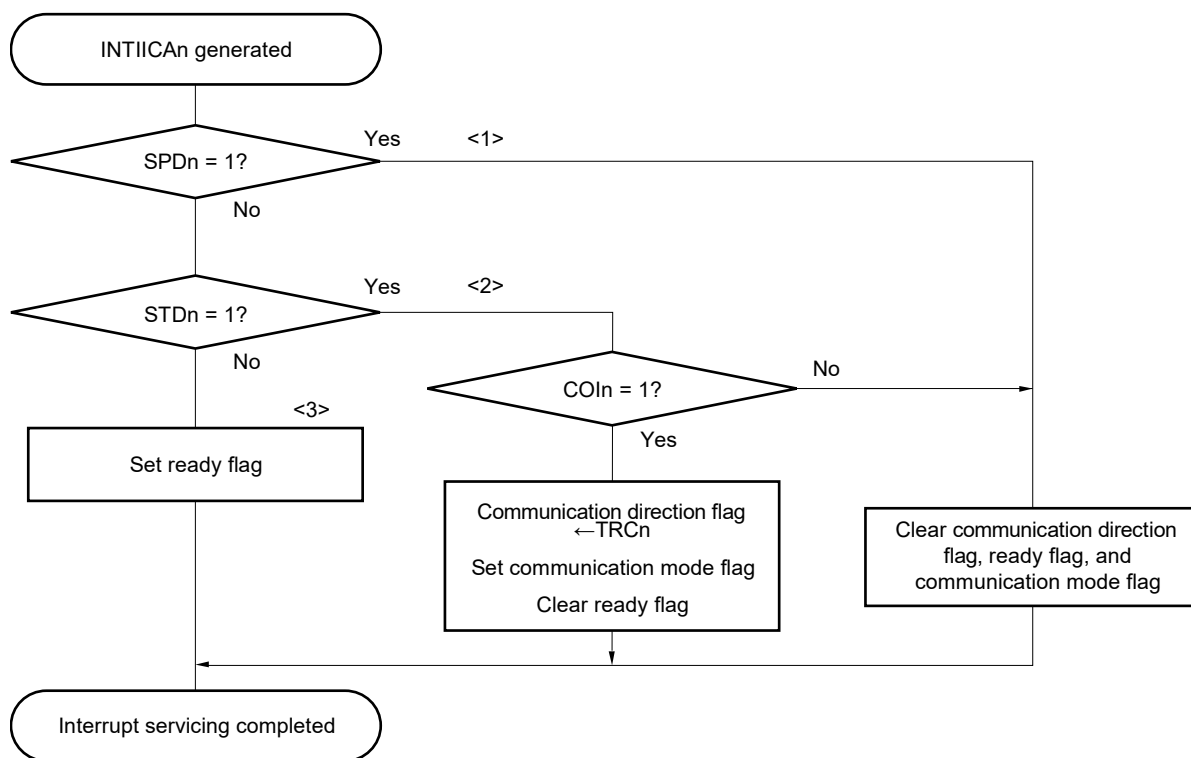 INTIICAn generated
Yes
<1>
SPDn = 1?
No
Yes
<2>
STDn = 1?
No
COIn = 1?
No
Yes
<3>
Set ready flag
Communication direction flag
←TRCn
Set communication mode flag
Clear ready flag
Clear communication direction
flag, ready flag, and
communication mode flag
Interrupt servicing completed